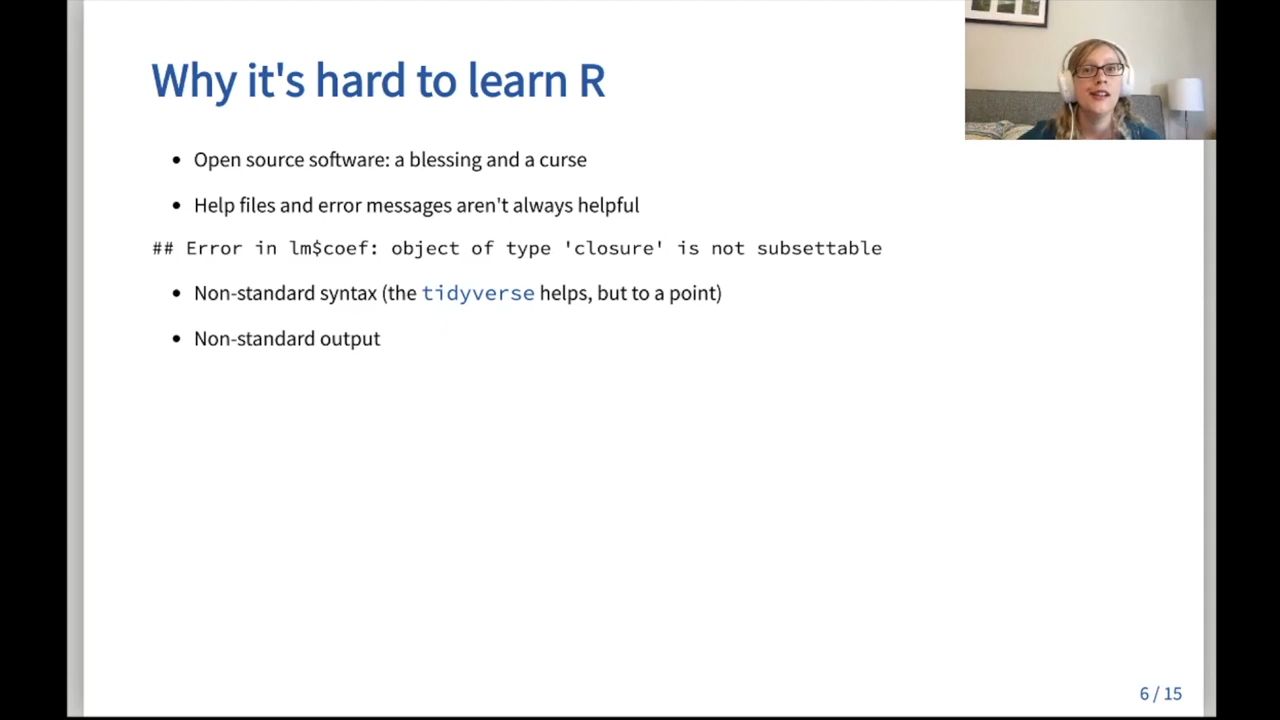 Why it's hard to learn R
• Open source software: a blessing and a curse
• Help files and error messages aren't always helpful
## Error in lm$coef: object of type 'closure' is not subsettable
• Non-standard syntax (the tidyverse helps, but to a point)
• Non-standard output
6 / 15